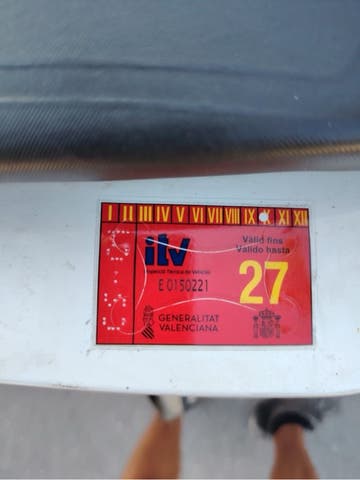 I II III IV V VI VII VIII IX X XI XII
itv
Inspecció Tècnica de Vehicles
E 0150221
Vàlid fins
Valido hasta
27
GENERALITAT
VALENCIANA